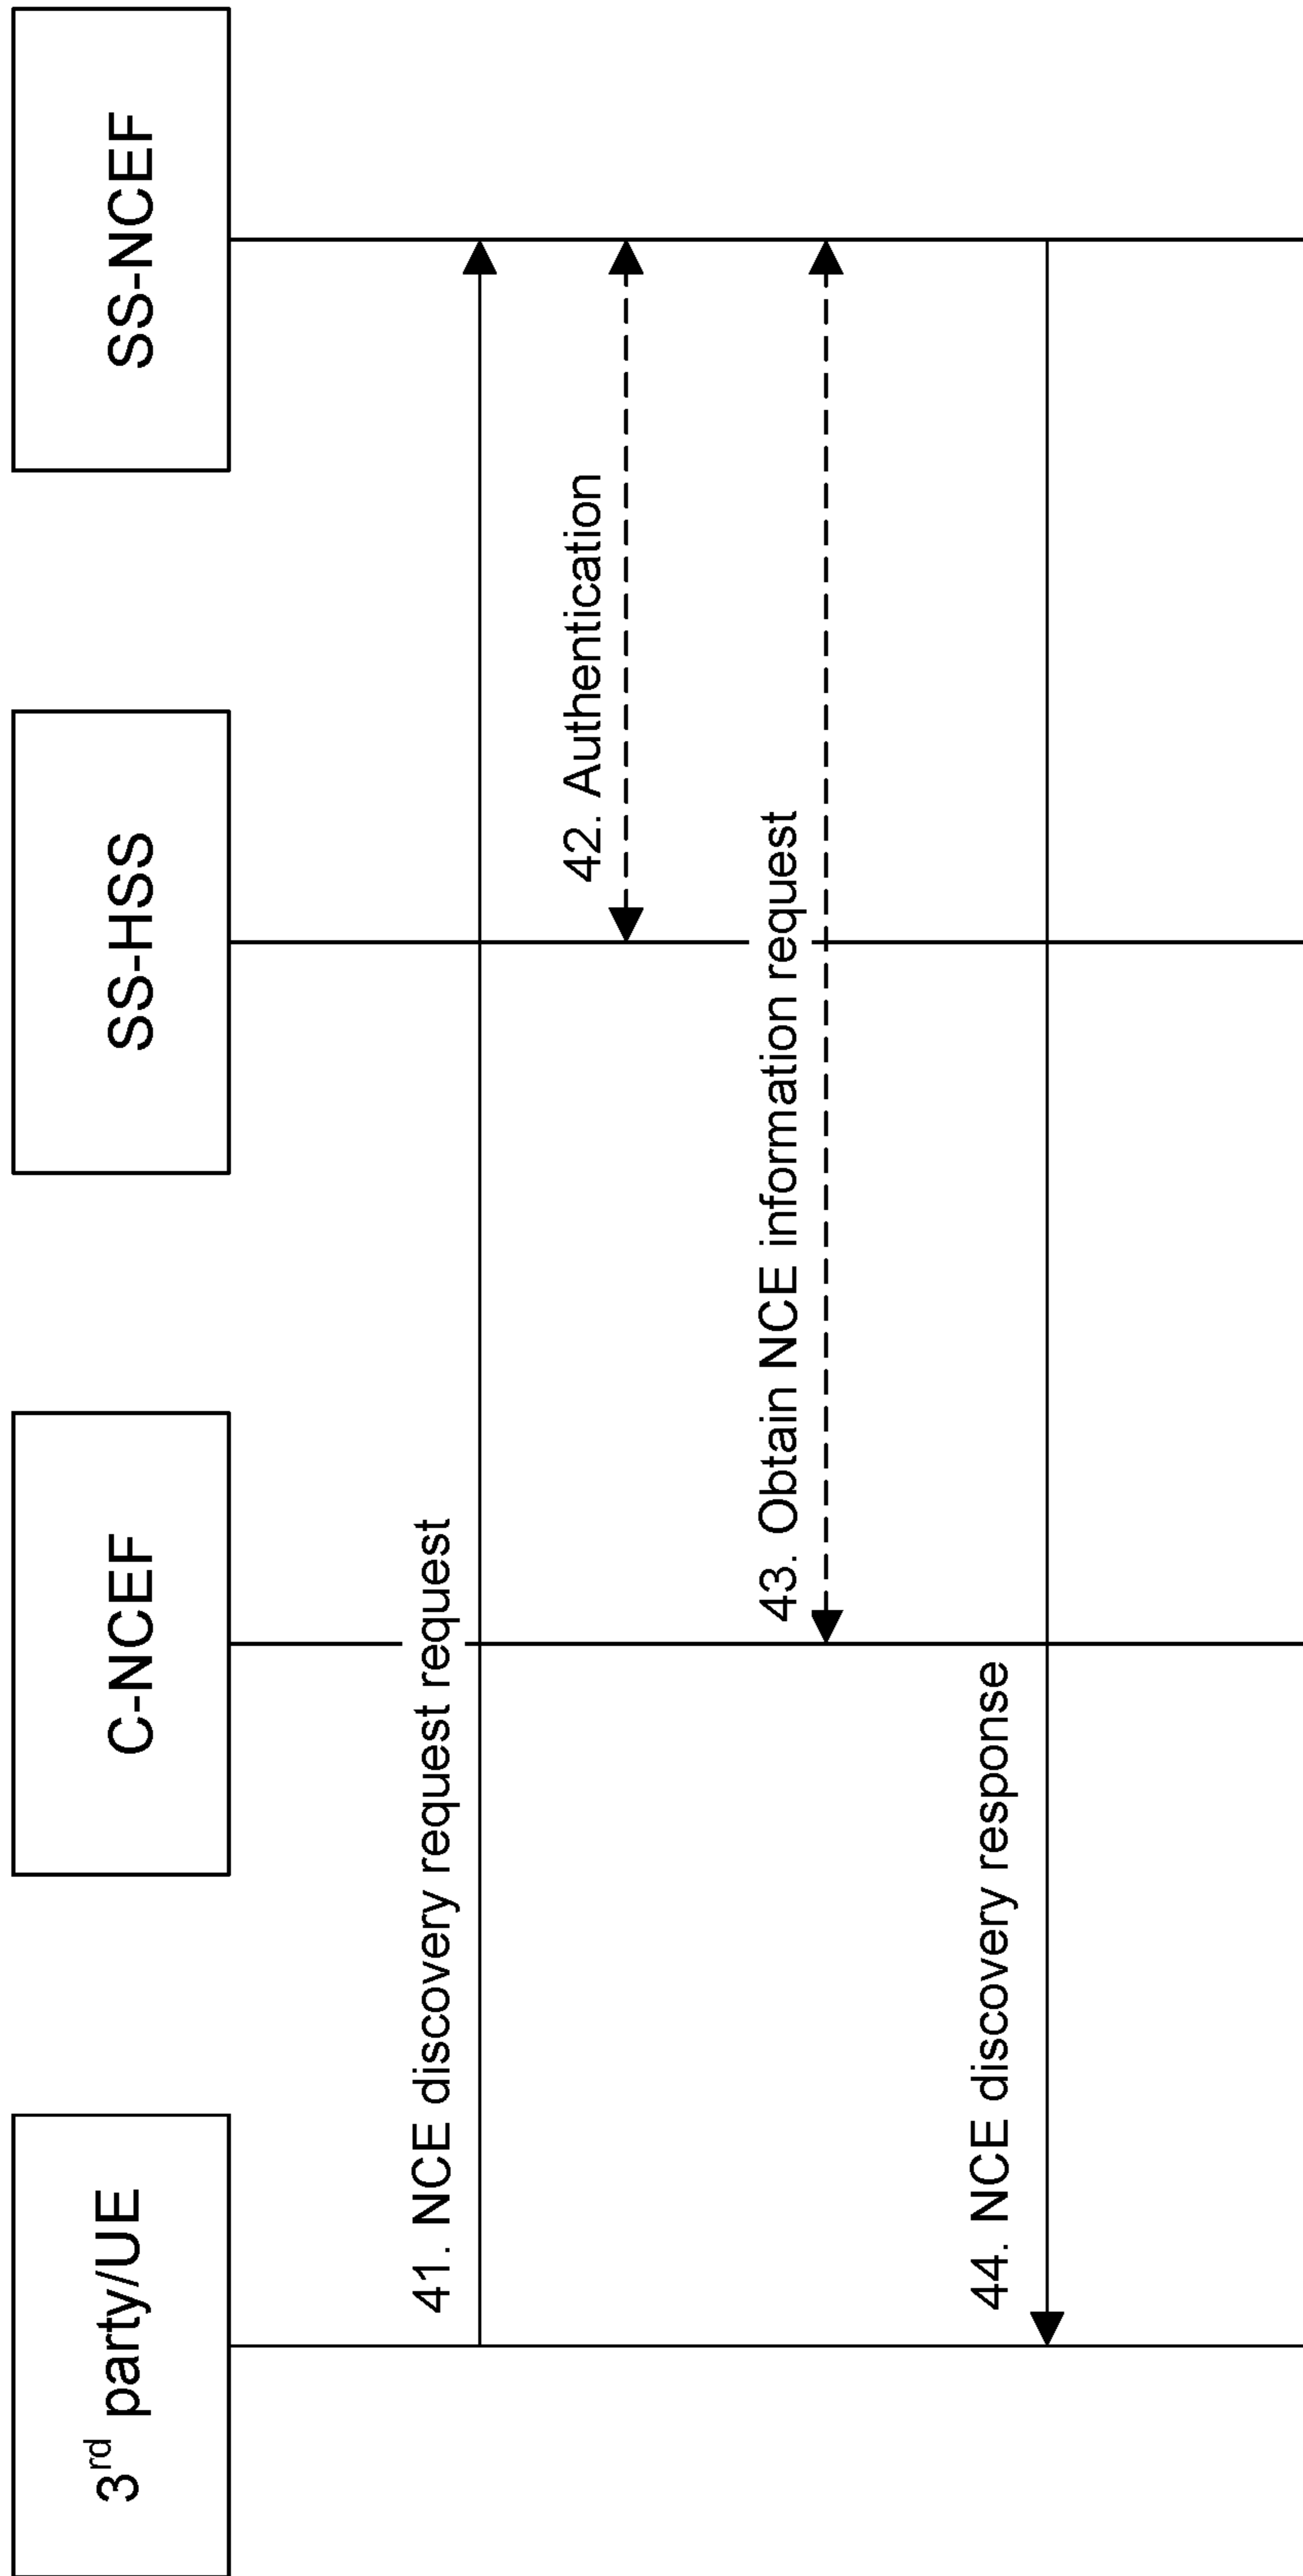 3rd party/UE
C-NCEF
SS-HSS
SS-NCEF
41. NCE discovery request request
42. Authentication
43. Obtain NCE information request
44. NCE discovery response